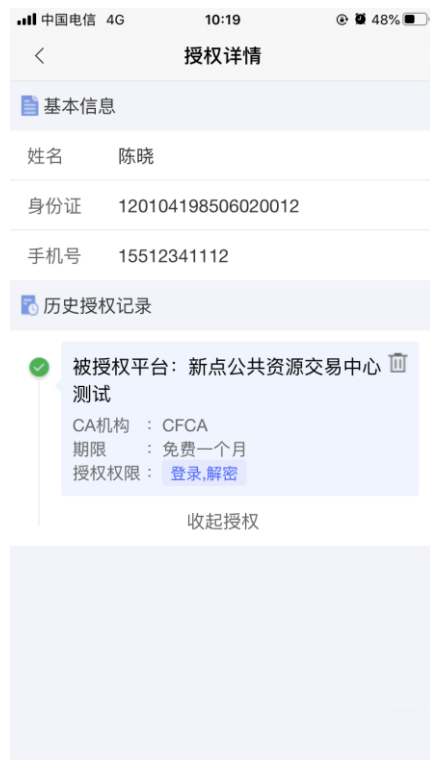 中国电信 4G 10:19 48%
授权详情
基本信息
姓名 陈晓
身份证 120104198506020012
手机号 15512341112
历史授权记录
被授权平台：新点公共资源交易中心
测试
CA机构 ：CFCA
期限 ：免费一个月
授权权限：登录,解密
收起授权